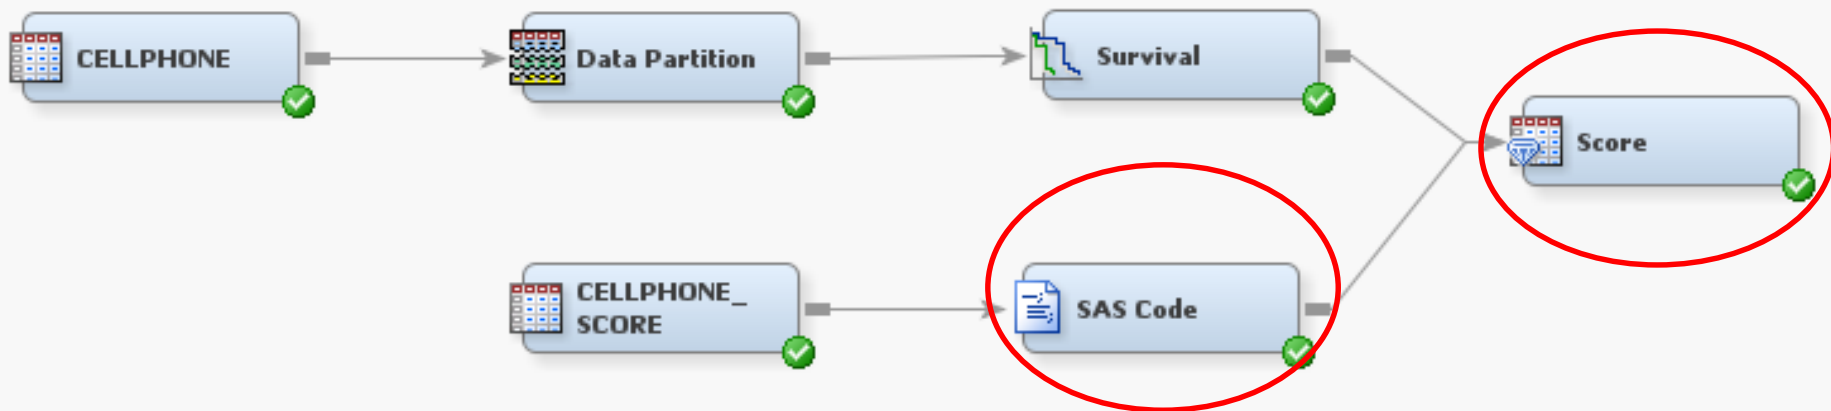 CELLPHONE
Data Partition
Survival
Score
CELLPHONE_
SCORE
SAS Code